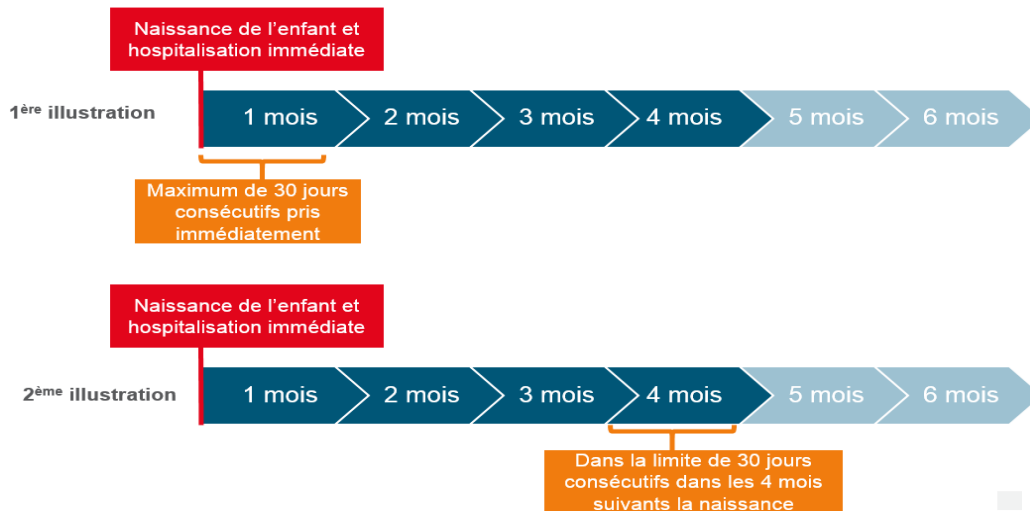 Naissance de l'enfant et
hospitalisation immédiate
1ère illustration
1 mois
2 mois
3 mois
4 mois
5 mois
6 mois
Maximum de 30 jours
consécutifs pris
immédiatement
Naissance de l'enfant et
hospitalisation immédiate
2ème illustration
1 mois
2 mois
3 mois
4 mois
5 mois
6 mois
Dans la limite de 30 jours
consécutifs dans les 4 mois
suivants la naissance